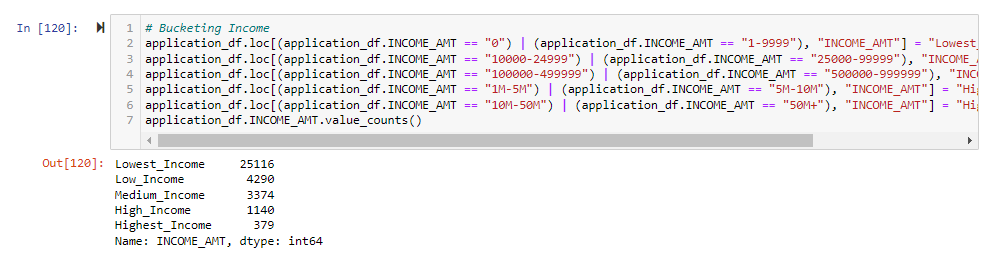 In [120]:
1 # Bucketing Income
2 application_df.loc[(application_df.INCOME_AMT == "0") | (application_df.INCOME_AMT == "1-9999"), "INCOME_AMT"] = "Lowest_
3 application_df.loc[(application_df.INCOME_AMT == "10000-24999") | (application_df.INCOME_AMT == "25000-99999"), "INCOME_
4 application_df.loc[(application_df.INCOME_AMT == "100000-499999") | (application_df.INCOME_AMT == "500000-999999"), "INC
5 application_df.loc[(application_df.INCOME_AMT == "1M-5M") | (application_df.INCOME_AMT == "5M-10M"), "INCOME_AMT"] = "Hi
6 application_df.loc[(application_df.INCOME_AMT == "10M-50M") | (application_df.INCOME_AMT == "50M+"), "INCOME_AMT"] = "Hi
7 application_df.INCOME_AMT.value_counts()
Out[120]:
Lowest_Income 25116
Low_Income 4290
Medium_Income 3374
High_Income 1140
Highest_Income 379
Name: INCOME_AMT, dtype: int64